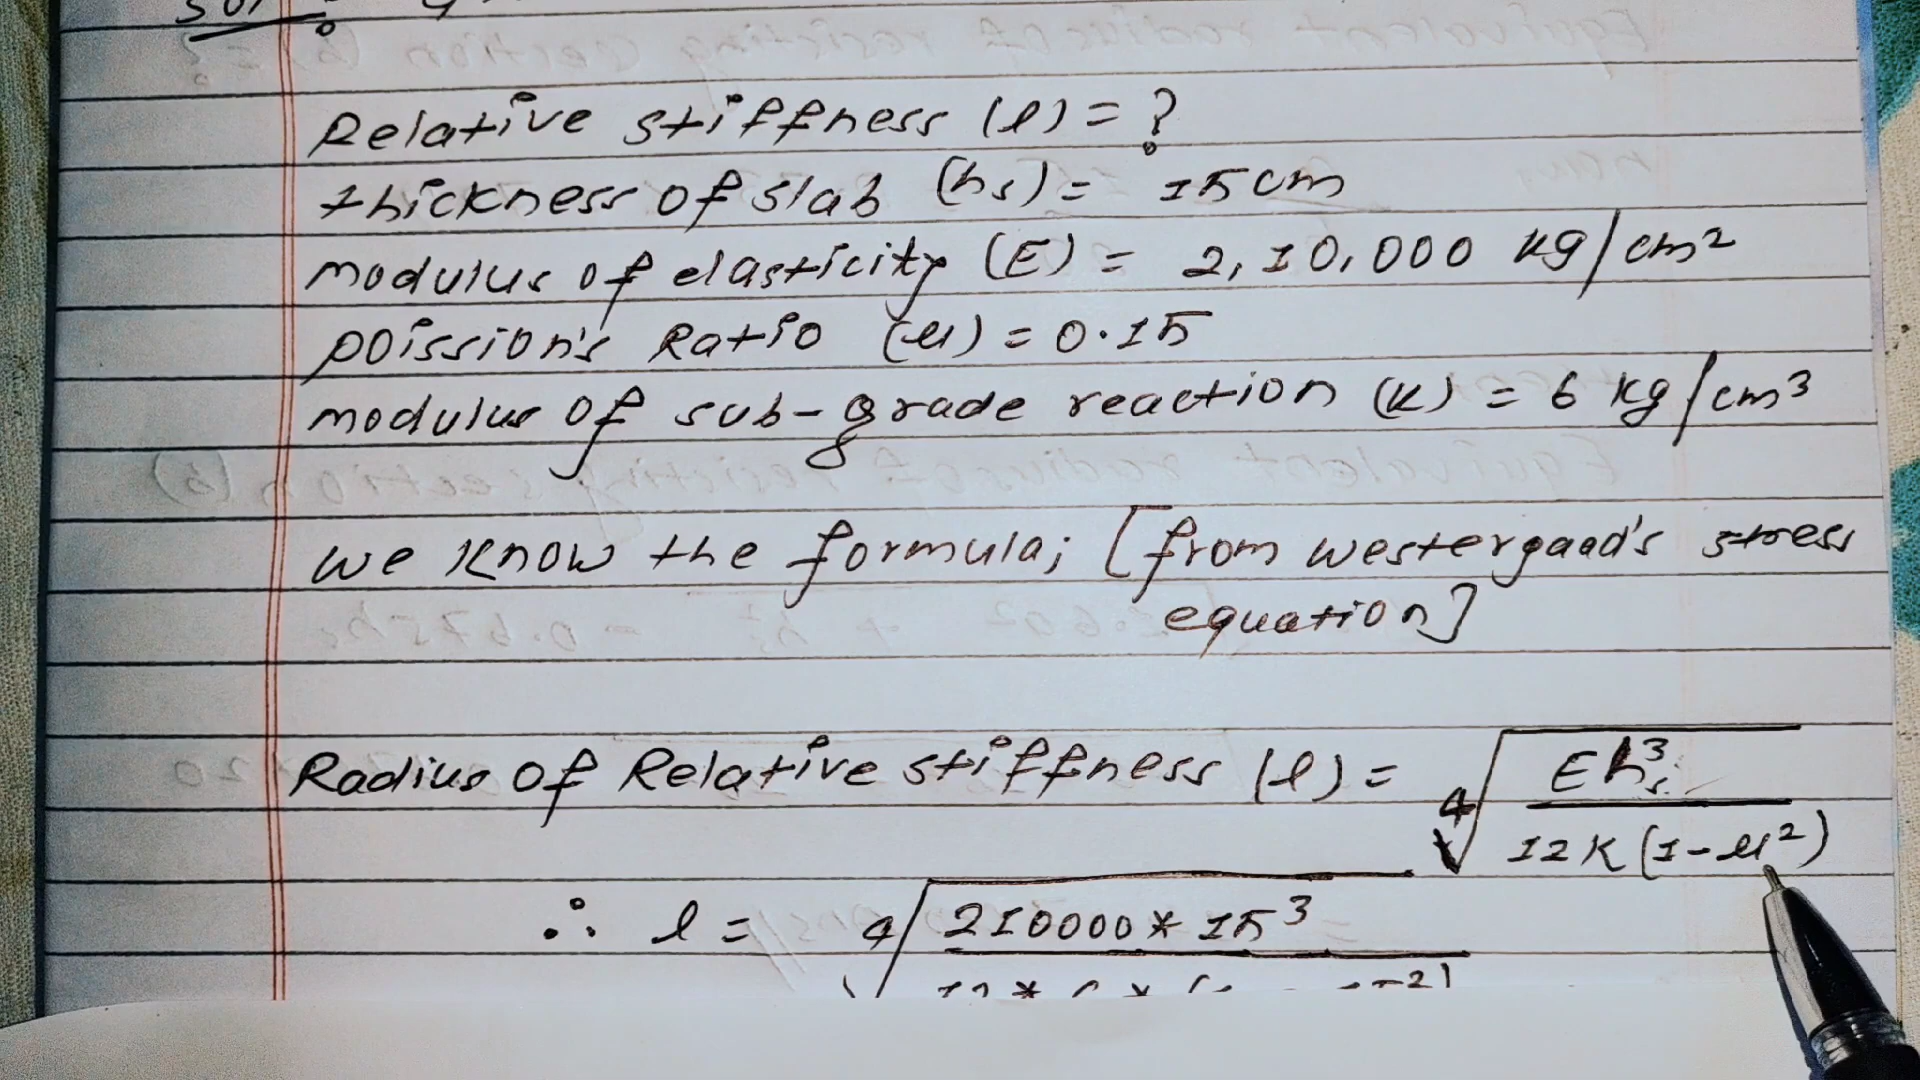 Relative stiffness (l) = ?
thickness of slab (hs) = 15 cm
modulus of elasticity (E) = 2,10,000 kg/cm²
poission's Ratio (μ) = 0.15
modulus of sub-grade reaction (K) = 6 kg/cm³
we know the formula; [from westergaad's stress
equation]
Radius of Relative stiffness (l) = ∜(Ehs³ / 12K(1-μ²))
∴ l = ∜(210000 * 15³